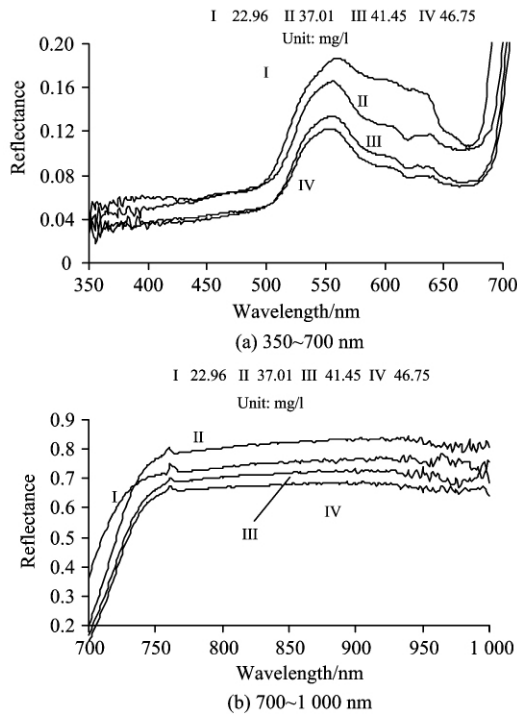 I 22.96 II 37.01 III 41.45 IV 46.75
Unit: mg/l
0.20
0.16
0.12
0.08
0.04
0
Reflectance
I
II
III
IV
350 400 450 500 550 600 650 700
Wavelength/nm
(a) 350~700 nm
I 22.96 II 37.01 III 41.45 IV 46.75
Unit: mg/l
0.9
0.8
0.7
0.6
0.5
0.4
0.3
0.2
Reflectance
II
I
III
IV
700 750 800 850 900 950 1 000
Wavelength/nm
(b) 700~1 000 nm